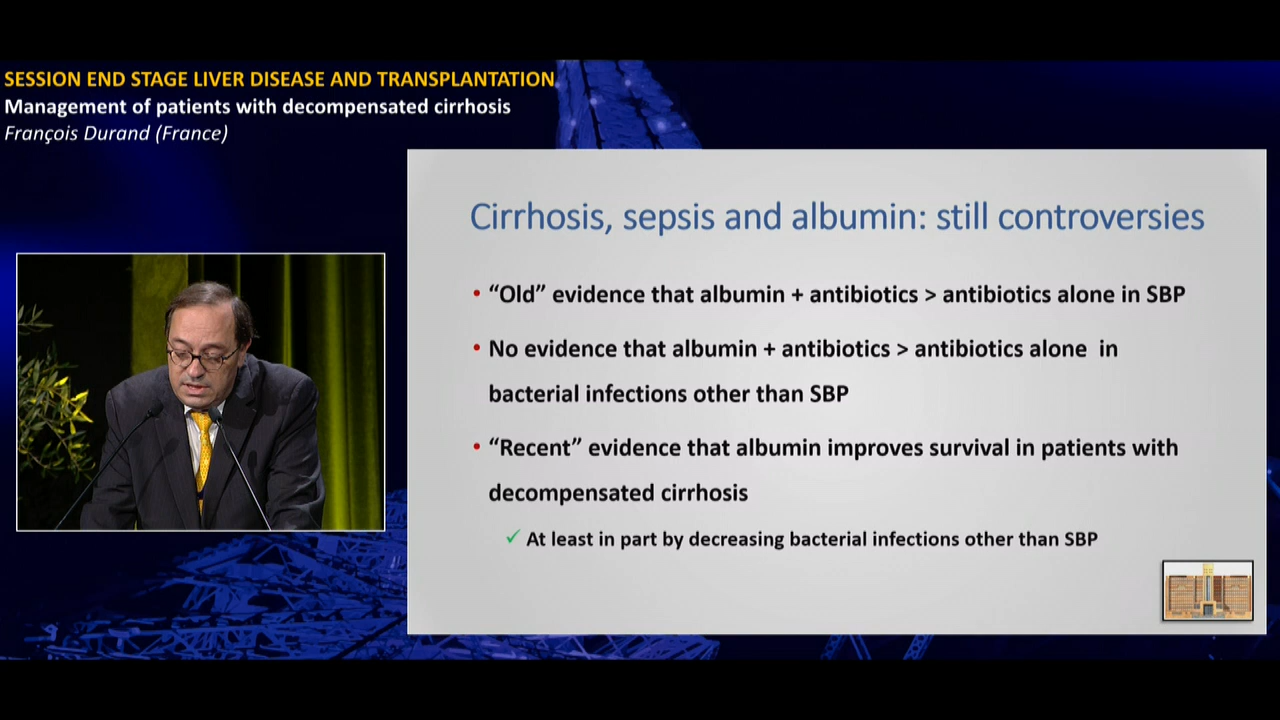 SESSION END STAGE LIVER DISEASE AND TRANSPLANTATION
Management of patients with decompensated cirrhosis
François Durand (France)
Cirrhosis, sepsis and albumin: still controversies
• “Old” evidence that albumin + antibiotics > antibiotics alone in SBP
• No evidence that albumin + antibiotics > antibiotics alone in
bacterial infections other than SBP
• “Recent” evidence that albumin improves survival in patients with
decompensated cirrhosis
✓ At least in part by decreasing bacterial infections other than SBP